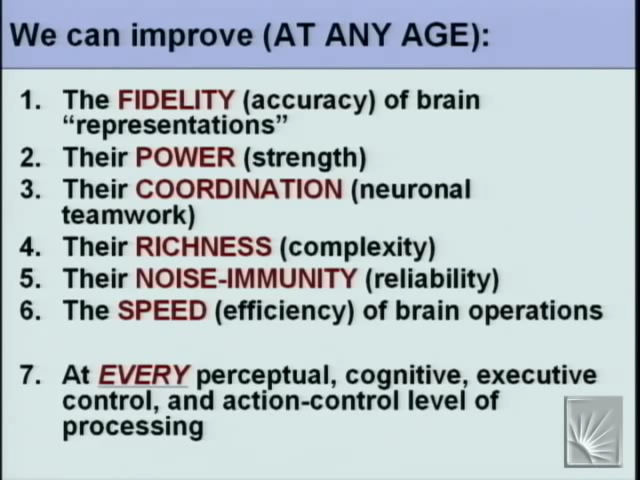 We can improve (AT ANY AGE):
1. The FIDELITY (accuracy) of brain
“representations”
2. Their POWER (strength)
3. Their COORDINATION (neuronal
teamwork)
4. Their RICHNESS (complexity)
5. Their NOISE-IMMUNITY (reliability)
6. The SPEED (efficiency) of brain operations
7. At EVERY perceptual, cognitive, executive
control, and action-control level of
processing